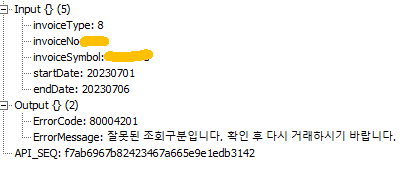 Input {} (5)
invoiceType: 8
invoiceNo
invoiceSymbol:
startDate: 20230701
endDate: 20230706
Output {} (2)
ErrorCode: 80004201
ErrorMessage: 잘못된 조회구분입니다. 확인 후 다시 거래하시기 바랍니다.
API_SEQ: f7ab6967b82423467a665e9e1edb3142